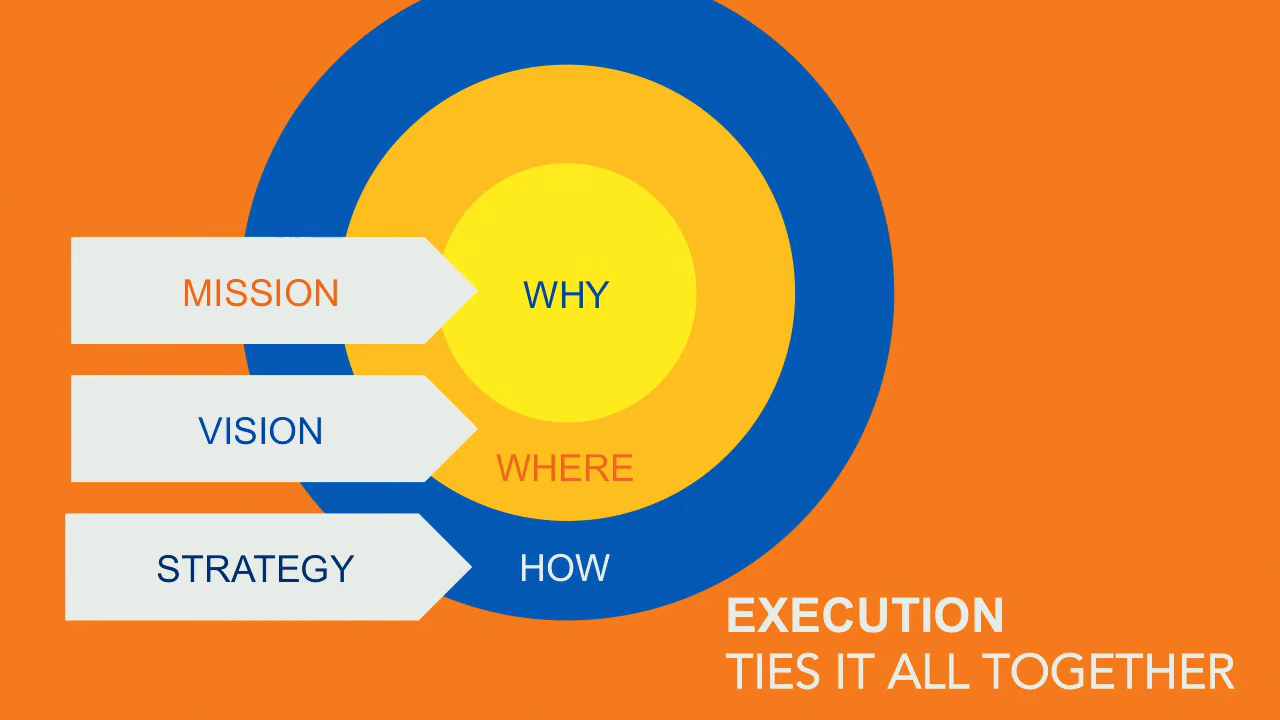 MISSION
WHY
VISION
WHERE
STRATEGY
HOW
EXECUTION
TIES IT ALL TOGETHER